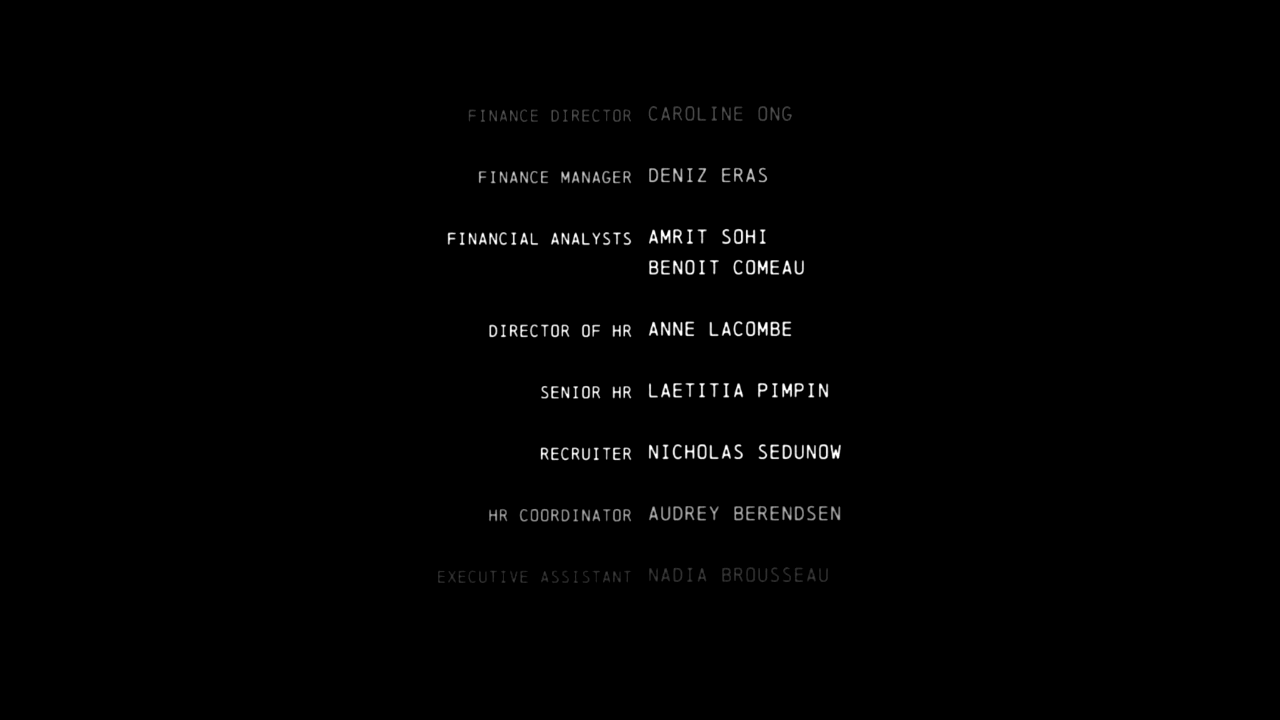 FINANCE DIRECTOR CAROLINE ONG
FINANCE MANAGER DENIZ ERAS
FINANCIAL ANALYSTS AMRIT SOHI
BENOIT COMEAU
DIRECTOR OF HR ANNE LACOMBE
SENIOR HR LAETITIA PIMPIN
RECRUITER NICHOLAS SEDUNOW
HR COORDINATOR AUDREY BERENDSEN
EXECUTIVE ASSISTANT NADIA BROUSSEAU